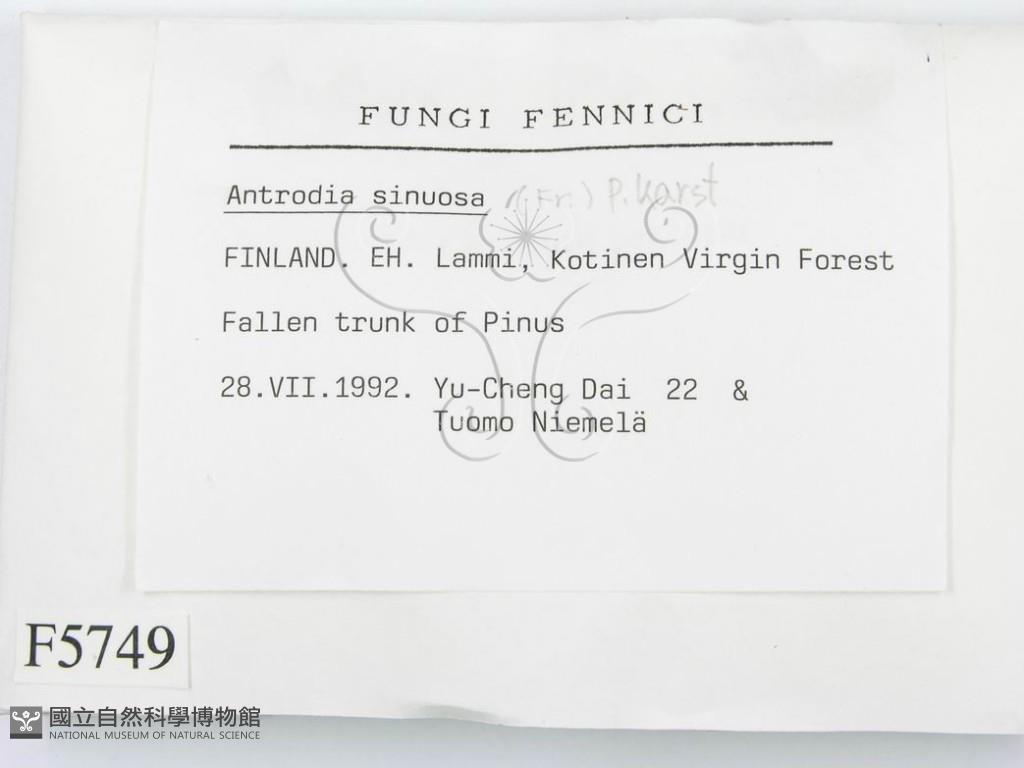 FUNGI FENNICI
Antrodia sinuosa (Fr.) P. Karst
FINLAND. EH. Lammi, Kotinen Virgin Forest
Fallen trunk of Pinus
28.VII.1992. Yu-Cheng Dai 22 &
Tuomo Niemelä
F5749
國立自然科學博物館
NATIONAL MUSEUM OF NATURAL SCIENCE